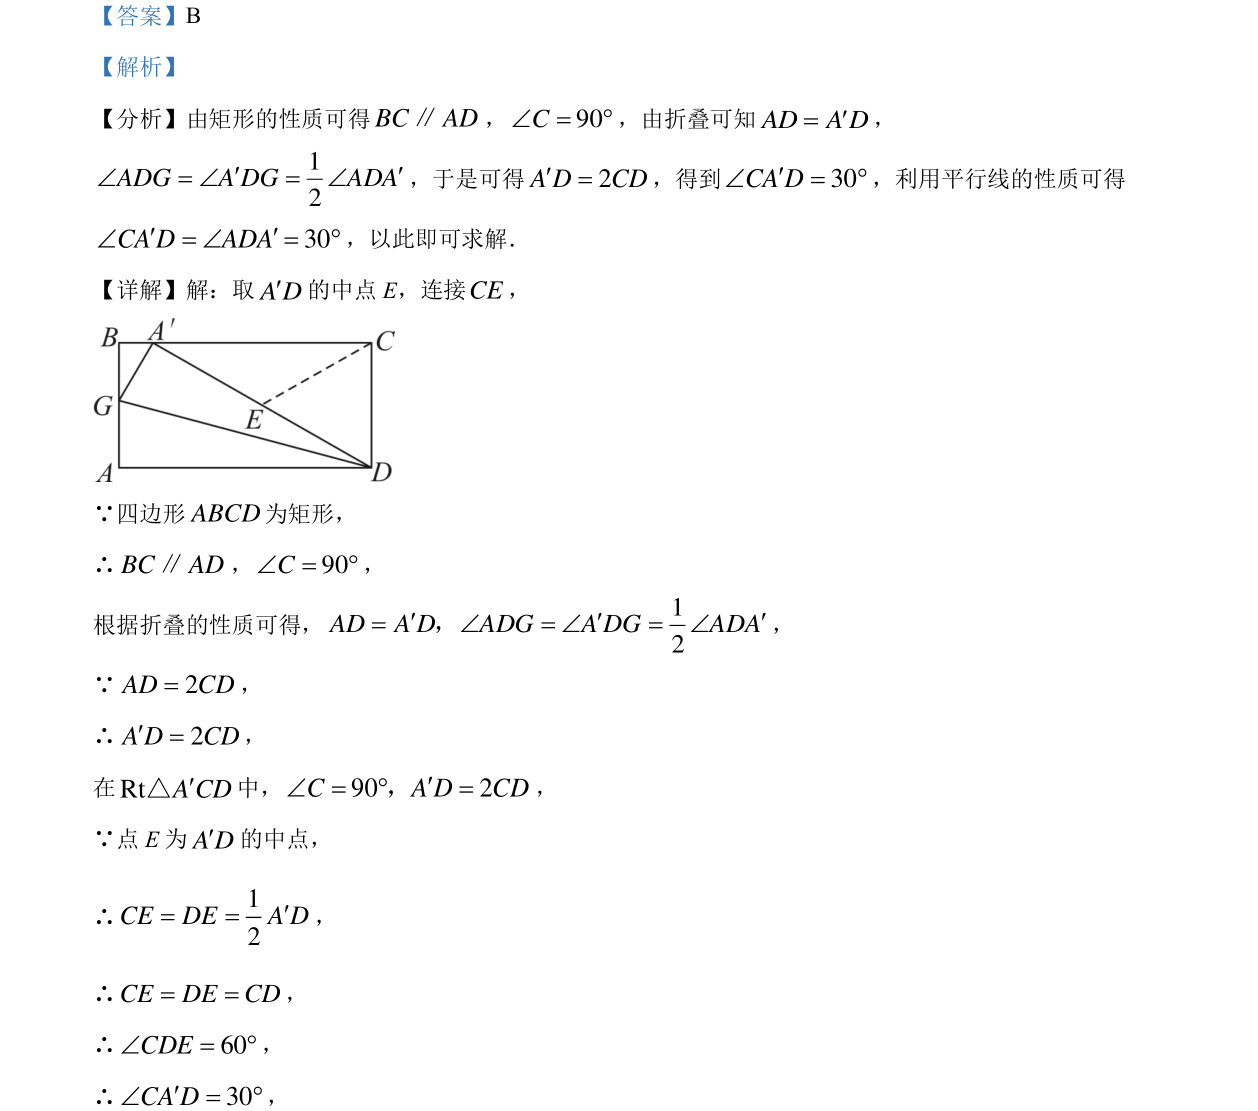 【答案】B
【解析】
【分析】由矩形的性质可得 BC // AD，∠C = 90°，由折叠可知 AD = A′D，
∠ADG = ∠A′DG = 1/2 ∠ADA′，于是可得 A′D = 2CD，得到 ∠CA′D = 30°，利用平行线的性质可得
∠CA′D = ∠ADA′ = 30°，以此即可求解．
【详解】解：取 A′D 的中点 E，连接 CE，
B A′ C
G E
A D
∵四边形 ABCD 为矩形，
∴ BC // AD，∠C = 90°，
根据折叠的性质可得， AD = A′D，∠ADG = ∠A′DG = 1/2 ∠ADA′，
∵ AD = 2CD，
∴ A′D = 2CD，
在 Rt△A′CD 中，∠C = 90°，A′D = 2CD，
∵点 E 为 A′D 的中点，
∴ CE = DE = 1/2 A′D，
∴ CE = DE = CD，
∴ ∠CDE = 60°，
∴ ∠CA′D = 30°，